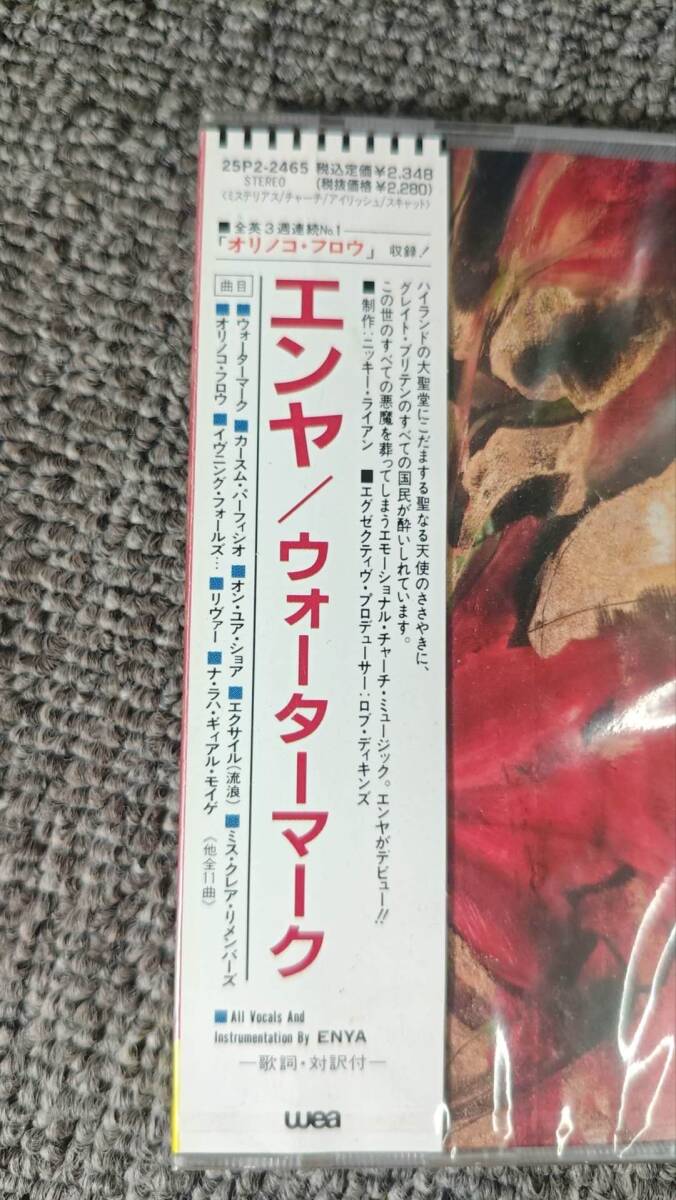 25P2-2465 税込定価¥2,348
STEREO (税抜価格¥2,280)
〈ミステリアス/チャーチ/アイリッシュ/スキャット〉
■全英3週連続No.1
「オリノコ・フロウ」 収録!
ハイランドの大聖堂にこだまする聖なる天使のささやきに、
グレイト・ブリテンのすべての国民が酔いしれています。
この世のすべての悪魔を葬ってしまうエモーショナル・チャーチ・ミュージック。エンヤがデビュー!!
■制作:ニッキー・ライアン ■エグゼクティヴ・プロデューサー:ロブ・ディキンズ
エンヤ/ウォーターマーク
曲目
■ウォーターマーク ■カースム・パーフィシオ ■オン・ユア・ショア ■エクサイル(流浪) ■ミス・クレア・リメンバーズ
■オリノコ・フロウ ■イヴニング・フォールズ… ■リヴァー ■ナ・ラハ・ギィアル・モイゲ 《他全11曲》
■All Vocals And
Instrumentation By ENYA
—歌詞・対訳付—
wea